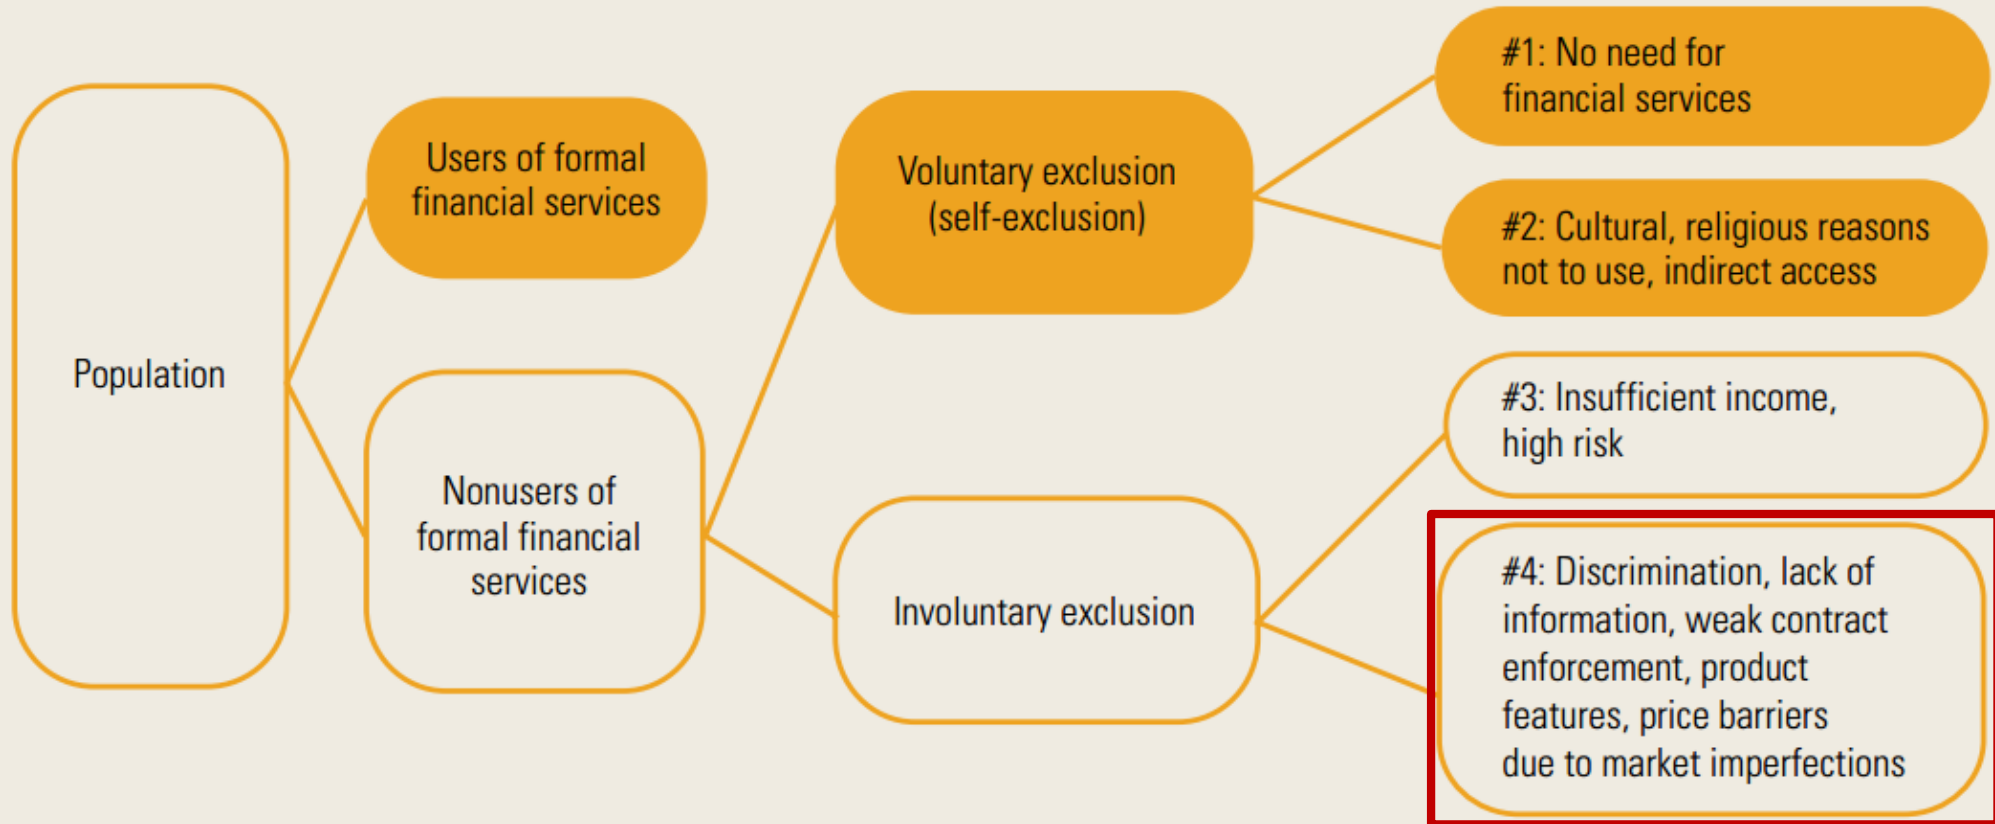 Population
Users of formal
financial services
Nonusers of
formal financial
services
Voluntary exclusion
(self-exclusion)
Involuntary exclusion
#1: No need for
financial services
#2: Cultural, religious reasons
not to use, indirect access
#3: Insufficient income,
high risk
#4: Discrimination, lack of
information, weak contract
enforcement, product
features, price barriers
due to market imperfections